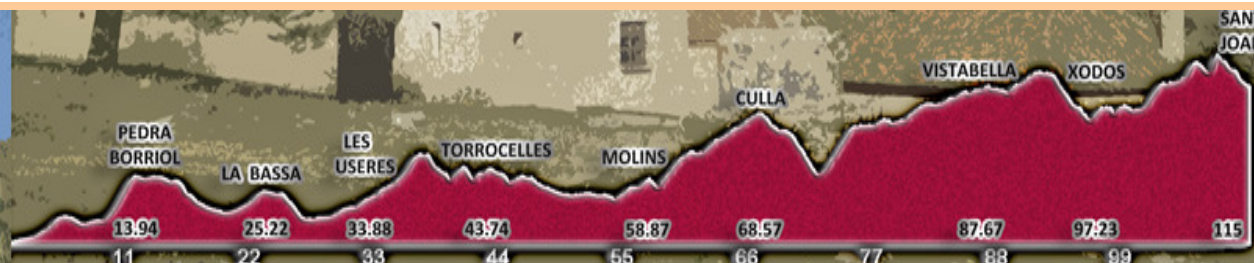 SAN
JOA
VISTABELLA XODOS
CULLA
PEDRA
BORRIOL
LA BASSA
LES
USERES
TORROCELLES
MOLINS
13.94 25.22 33.88 43.74 58.87 68.57 87.67 97.23 115
11 22 33 44 55 66 77 88 99